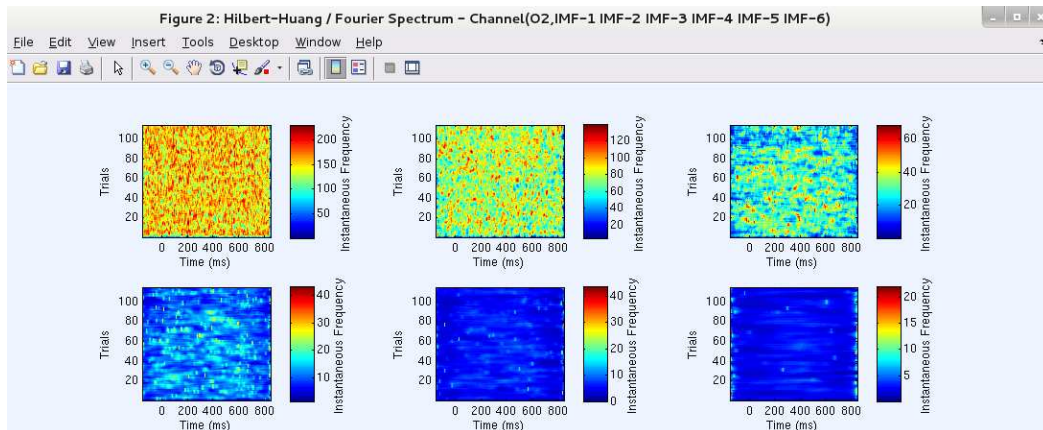 Figure 2: Hilbert-Huang / Fourier Spectrum - Channel(O2,IMF-1 IMF-2 IMF-3 IMF-4 IMF-5 IMF-6)
File Edit View Insert Tools Desktop Window Help
100
80
60
40
20
Trials
0 200 400 600 800
Time (ms)
200
150
100
50
Instantaneous Frequency
100
80
60
40
20
Trials
0 200 400 600 800
Time (ms)
120
100
80
60
40
20
Instantaneous Frequency
100
80
60
40
20
Trials
0 200 400 600 800
Time (ms)
60
40
20
Instantaneous Frequency
100
80
60
40
20
Trials
0 200 400 600 800
Time (ms)
40
30
20
10
Instantaneous Frequency
100
80
60
40
20
Trials
0 200 400 600 800
Time (ms)
40
30
20
10
0
Instantaneous Frequency
100
80
60
40
20
Trials
0 200 400 600 800
Time (ms)
20
15
10
5
Instantaneous Frequency